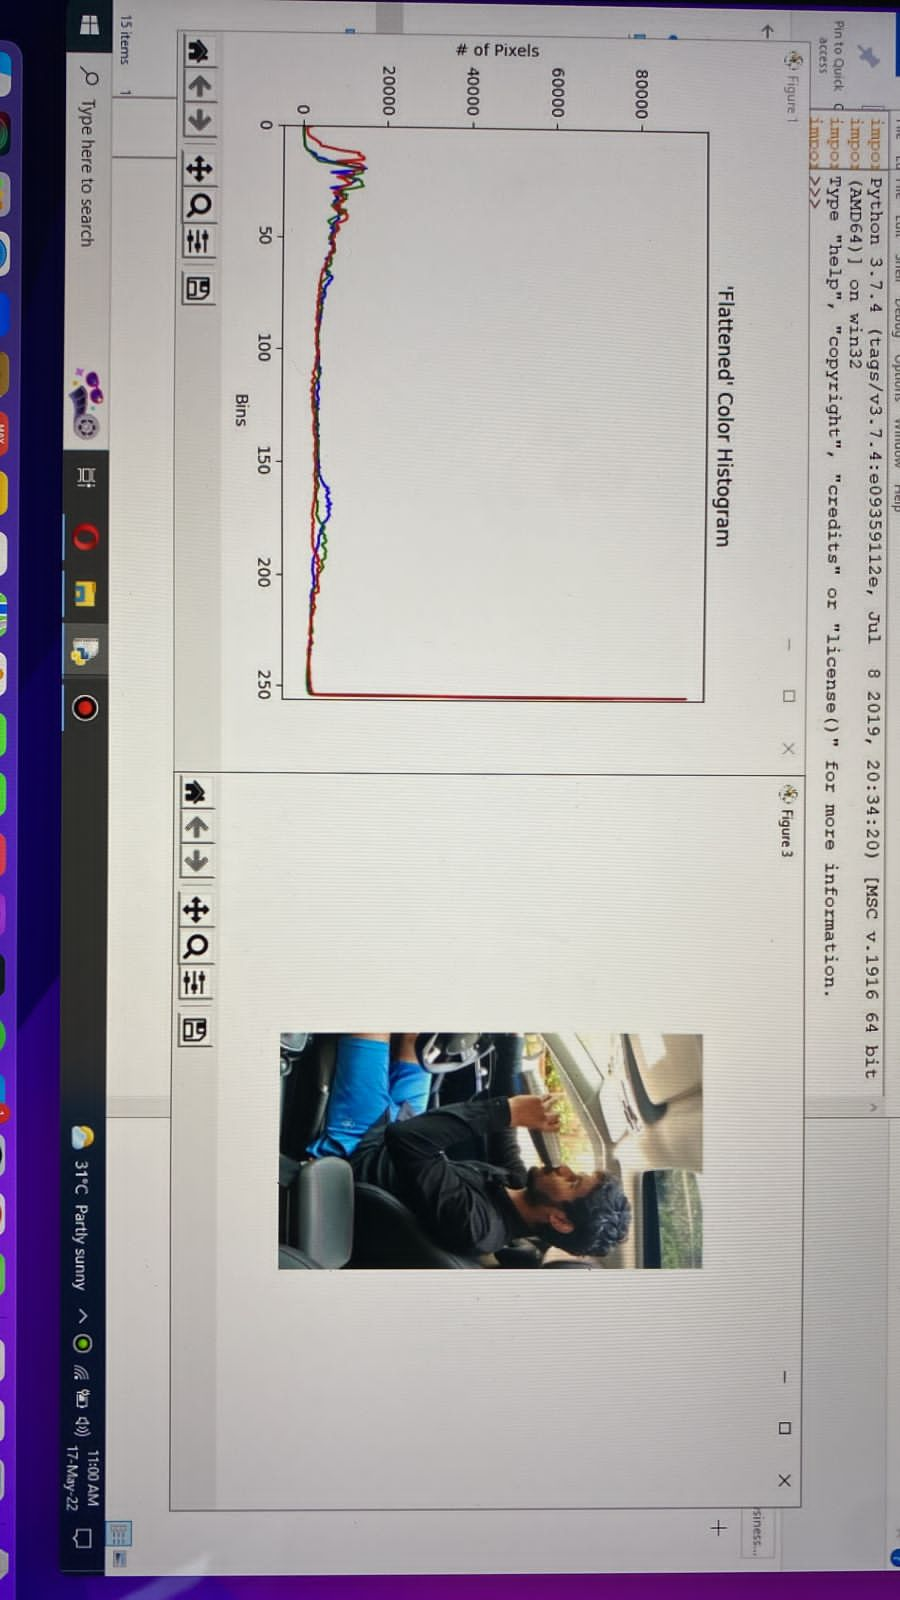 Pin to Quick
access
Python 3.7.4 (tags/v3.7.4:e09359112e, Jul  8 2019, 20:34:20) [MSC v.1916 64 bit
(AMD64)] on win32
Type "help", "copyright", "credits" or "license()" for more information.
>>>
impo
impo
impo
impo
Debug Options Window Help
Figure 1
'Flattened' Color Histogram
# of Pixels
80000
60000
40000
20000
0
0 50 100 150 200 250
Bins
Figure 3
15 items 1
Type here to search
31°C Partly sunny
11:00 AM
17-May-22